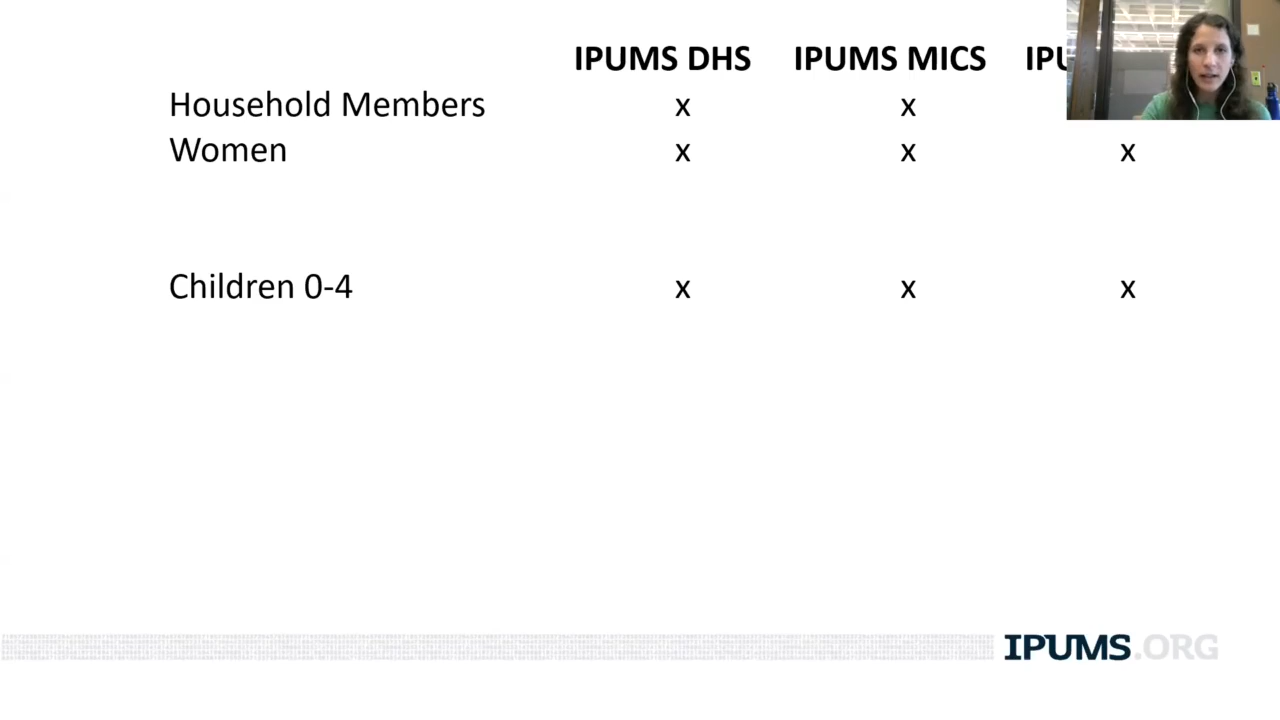 IPUMS DHS IPUMS MICS
Household Members x x
Women x x x
Children 0-4 x x x
IPUMS.ORG